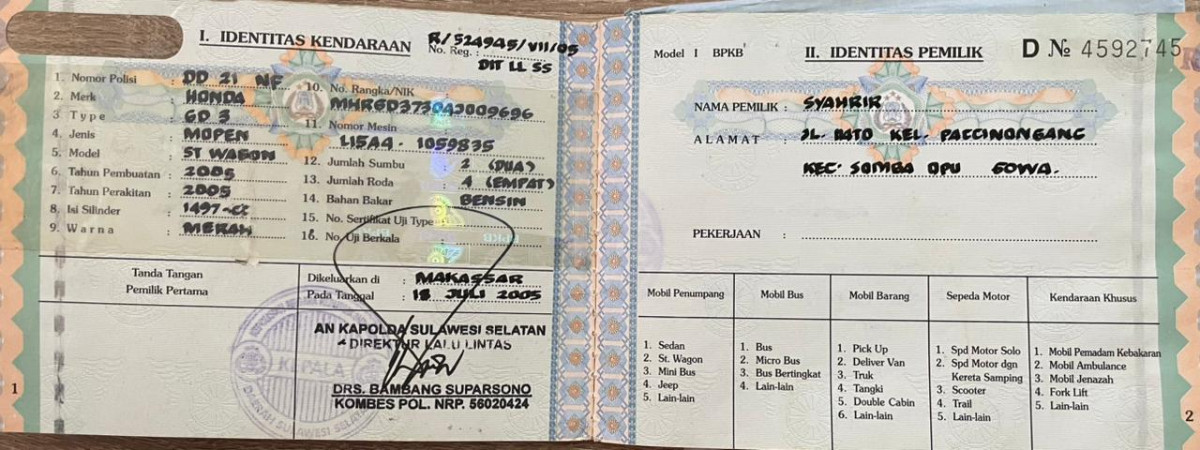 I. IDENTITAS KENDARAAN
R/524945/VII/05
No. Reg. :
DIT LL SS
1. Nomor Polisi : DD 21 NF
2. Merk : HONDA
3 Type : GD 3
4. Jenis : MOPEN
5. Model : ST WAGON
6. Tahun Pembuatan : 2005
7. Tahun Perakitan : 2005
8. Isi Silinder : 1497-CC
9. Warna : MERAH
10. No. Rangka/NIK
: MHRGD37304J009696
11. Nomor Mesin
: L15A4 - 1059835
12. Jumlah Sumbu : 2 (DUA)
13. Jumlah Roda : 4 (EMPAT)
14. Bahan Bakar : BENSIN
15. No. Sertifikat Uji Type :
16. No. Uji Berkala :
Tanda Tangan
Pemilik Pertama
Dikeluarkan di : MAKASSAR
Pada Tanggal : 18 JULI 2005
AN KAPOLDA SULAWESI SELATAN
DIREKTUR LALU LINTAS
KEPALA
DAERAH SULAWESI SELATAN
DRS. BAMBANG SUPARSONO
KOMBES POL. NRP. 56020424
1
Model I BPKB
II. IDENTITAS PEMILIK
D № 4592745
NAMA PEMILIK : SYAHRIR
ALAMAT : JL. BATO KEL. PACCINONGANG
KEC. SOMBA OPU GOWA.
PEKERJAAN :
Mobil Penumpang
1. Sedan
2. St. Wagon
3. Mini Bus
4. Jeep
5. Lain-lain
Mobil Bus
1. Bus
2. Micro Bus
3. Bus Bertingkat
4. Lain-lain
Mobil Barang
1. Pick Up
2. Deliver Van
3. Truk
4. Tangki
5. Double Cabin
6. Lain-lain
Sepeda Motor
1. Spd Motor Solo
2. Spd Motor dgn
Kereta Samping
3. Scooter
4. Trail
5. Lain-lain
Kendaraan Khusus
1. Mobil Pemadam Kebakaran
2. Mobil Ambulance
3. Mobil Jenazah
4. Fork Lift
5. Lain-lain
2